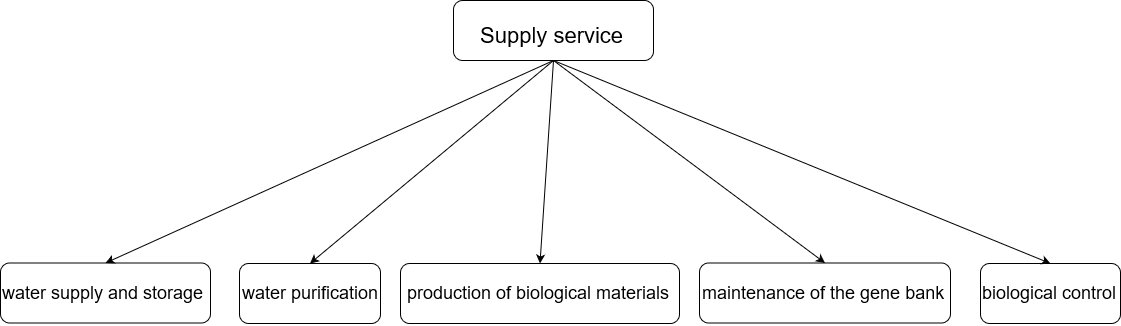 Supply service
water supply and storage
water purification
production of biological materials
maintenance of the gene bank
biological control